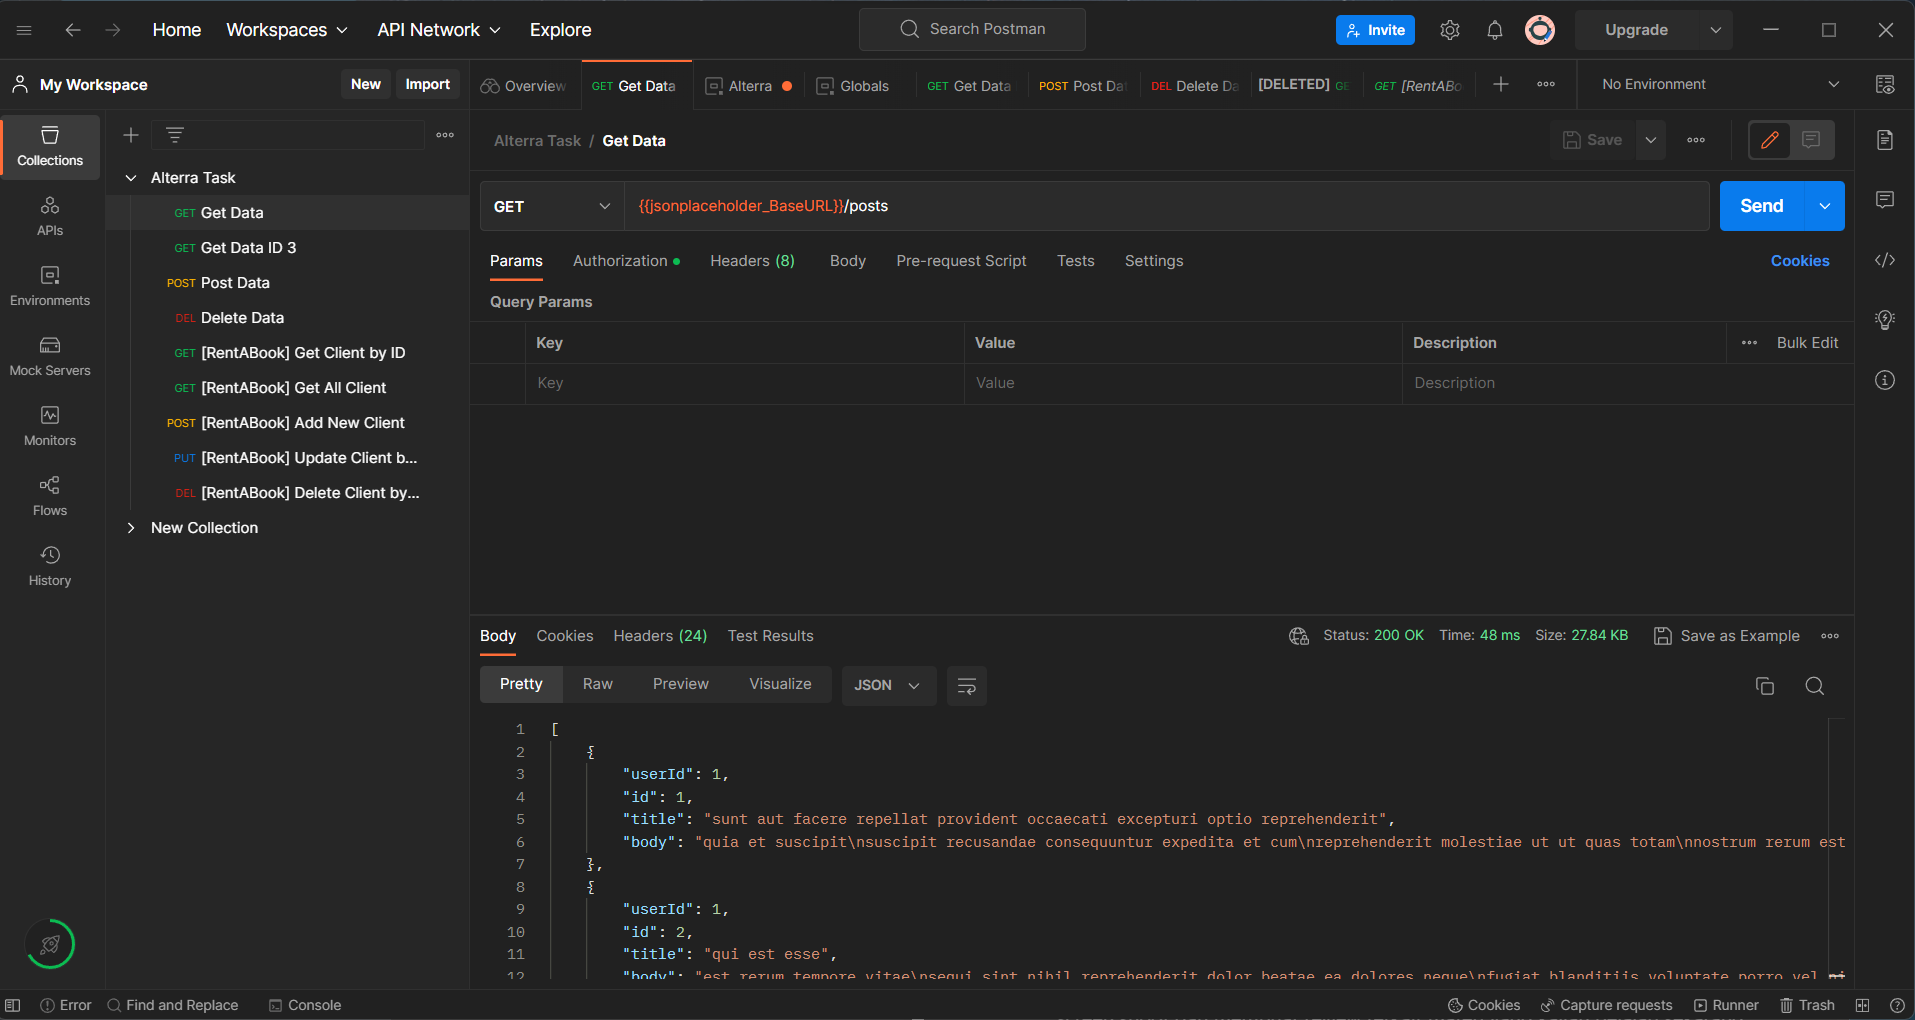 Home Workspaces API Network Explore Search Postman Invite Upgrade
My Workspace New Import Overview GET Get Data Alterra Globals GET Get Data POST Post Dat DEL Delete Da [DELETED] GE GET [RentABo No Environment
Collections
APIs
Environments
Mock Servers
Monitors
Flows
History
Alterra Task
GET Get Data
GET Get Data ID 3
POST Post Data
DEL Delete Data
GET [RentABook] Get Client by ID
GET [RentABook] Get All Client
POST [RentABook] Add New Client
PUT [RentABook] Update Client b...
DEL [RentABook] Delete Client by...
New Collection
Alterra Task / Get Data Save
GET {{jsonplaceholder_BaseURL}}/posts Send
Params Authorization Headers (8) Body Pre-request Script Tests Settings Cookies
Query Params
Key Value Description Bulk Edit
Key Value Description
Body Cookies Headers (24) Test Results Status: 200 OK Time: 48 ms Size: 27.84 KB Save as Example
Pretty Raw Preview Visualize JSON
1 [
2 {
3 "userId": 1,
4 "id": 1,
5 "title": "sunt aut facere repellat provident occaecati excepturi optio reprehenderit",
6 "body": "quia et suscipit\nsuscipit recusandae consequuntur expedita et cum\nreprehenderit molestiae ut ut quas totam\nnostrum rerum est
7 },
8 {
9 "userId": 1,
10 "id": 2,
11 "title": "qui est esse",
12 "body": "est rerum tempore vitae\nsequi sint nihil reprehenderit dolor beatae ea dolores neque\nfugiat blanditiis voluptate porro vel ni
Error Find and Replace Console Cookies Capture requests Runner Trash